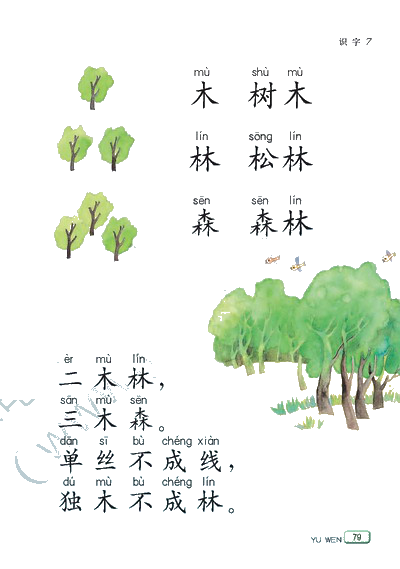 识字 7
mù shù mù
木 树木
lín sōng lín
林 松林
sēn sēn lín
森 森林
èr mù lín
二木林，
sān mù sēn
三木森。
dān sī bù chéng xiàn
单丝不成线，
dú mù bù chéng lín
独木不成林。
YU WEN 79